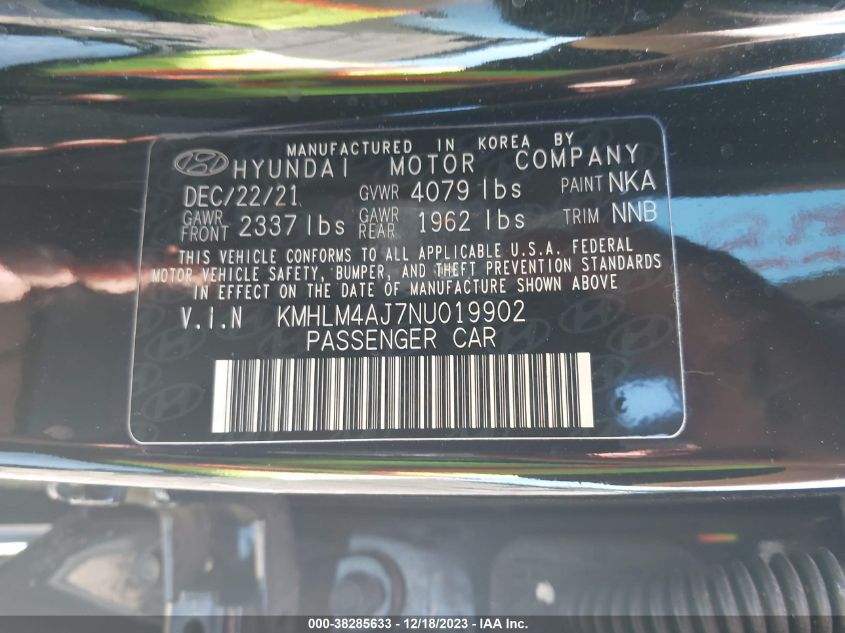 MANUFACTURED IN KOREA BY
HYUNDAI MOTOR COMPANY
DEC/22/21 GVWR 4079 lbs PAINT NKA
GAWR FRONT 2337 lbs GAWR REAR 1962 lbs TRIM NNB
THIS VEHICLE CONFORMS TO ALL APPLICABLE U.S.A. FEDERAL
MOTOR VEHICLE SAFETY, BUMPER, AND THEFT PREVENTION STANDARDS
IN EFFECT ON THE DATE OF MANUFACTURE SHOWN ABOVE
V.I.N KMHLM4AJ7NU019902
PASSENGER CAR
000-38285633 - 12/18/2023 - IAA Inc.